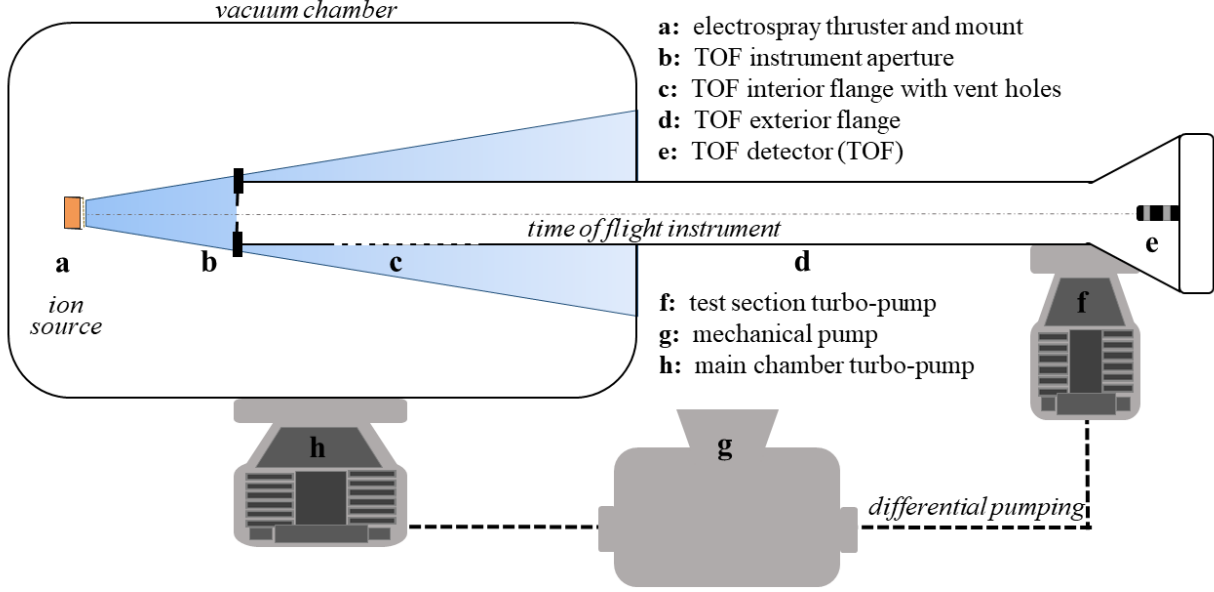 vacuum chamber
a: electrospray thruster and mount
b: TOF instrument aperture
c: TOF interior flange with vent holes
d: TOF exterior flange
e: TOF detector (TOF)
time of flight instrument
a
b
c
d
e
ion
source
f: test section turbo-pump
g: mechanical pump
h: main chamber turbo-pump
f
h
g
differential pumping